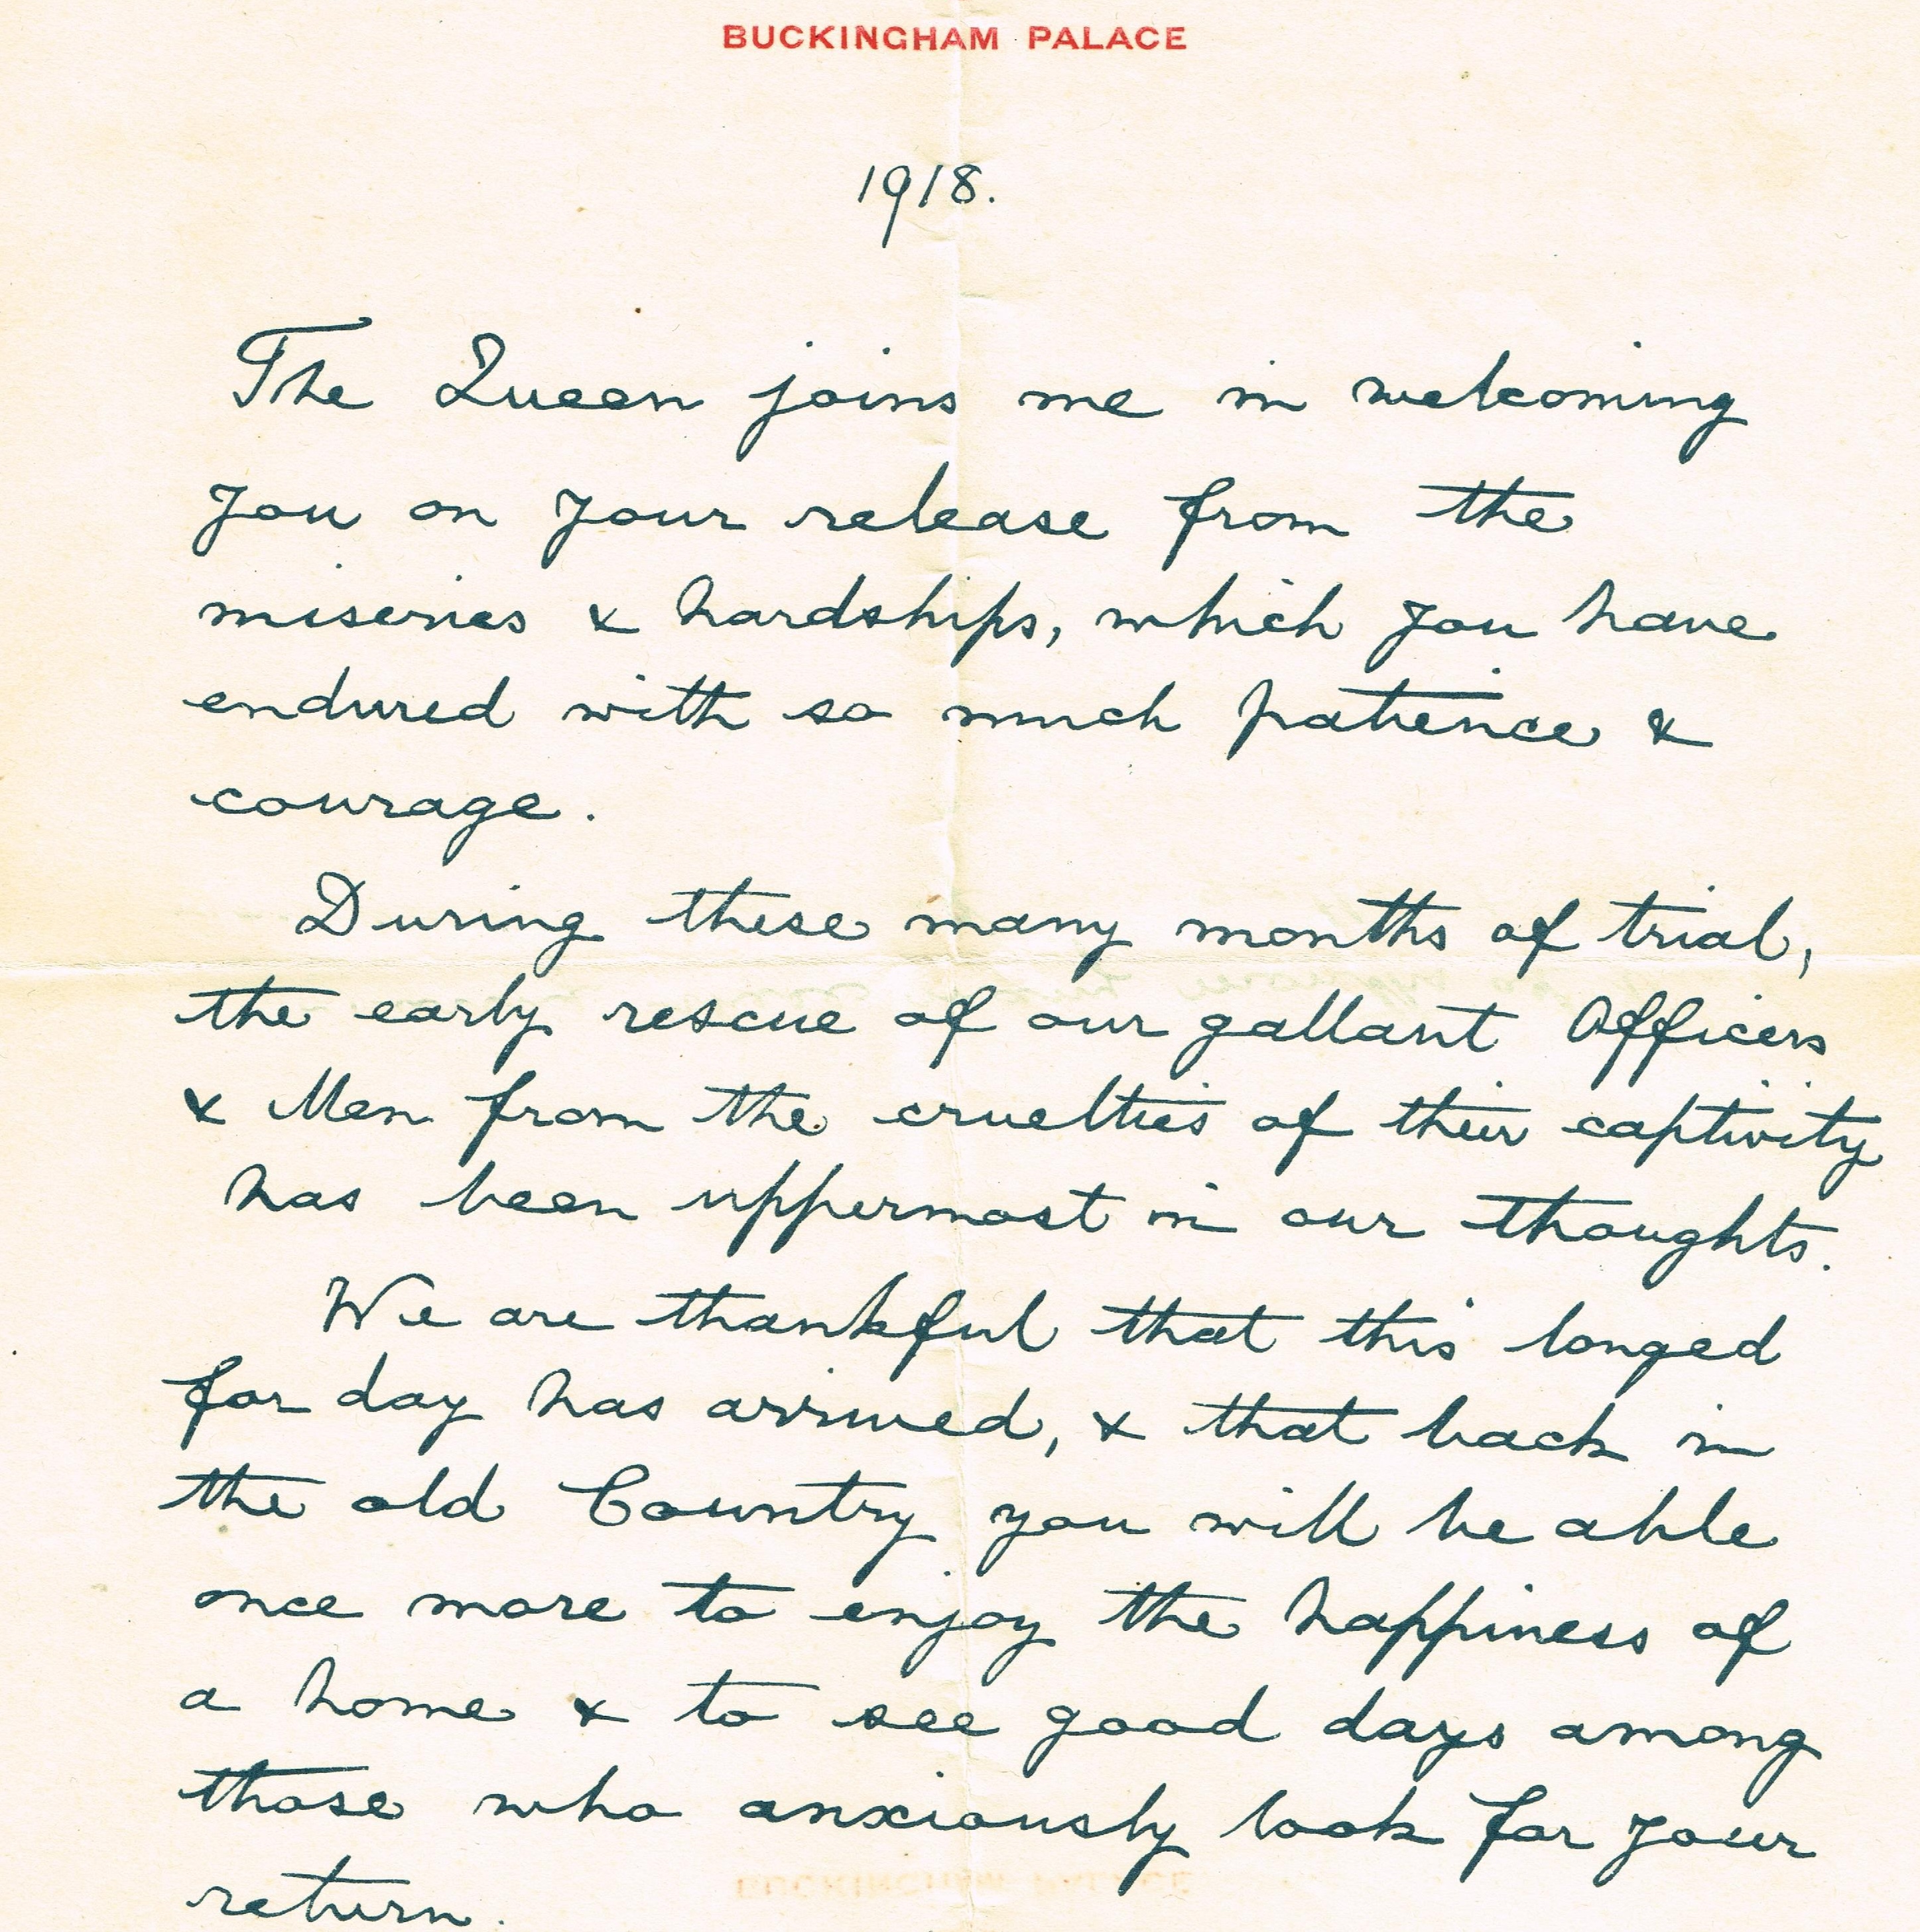 BUCKINGHAM PALACE
1918.
The Queen joins me in welcoming
you on your release from the
miseries & hardships, which you have
endured with so much patience &
courage.
During these many months of trial,
the early rescue of our gallant Officers
& Men from the cruelties of their captivity
has been uppermost in our thoughts.
We are thankful that this longed
for day has arrived, & that back in
the old Country you will be able
once more to enjoy the happiness of
a home & to see good days among
those who anxiously look for your
return.
BUCKINGHAM PALACE